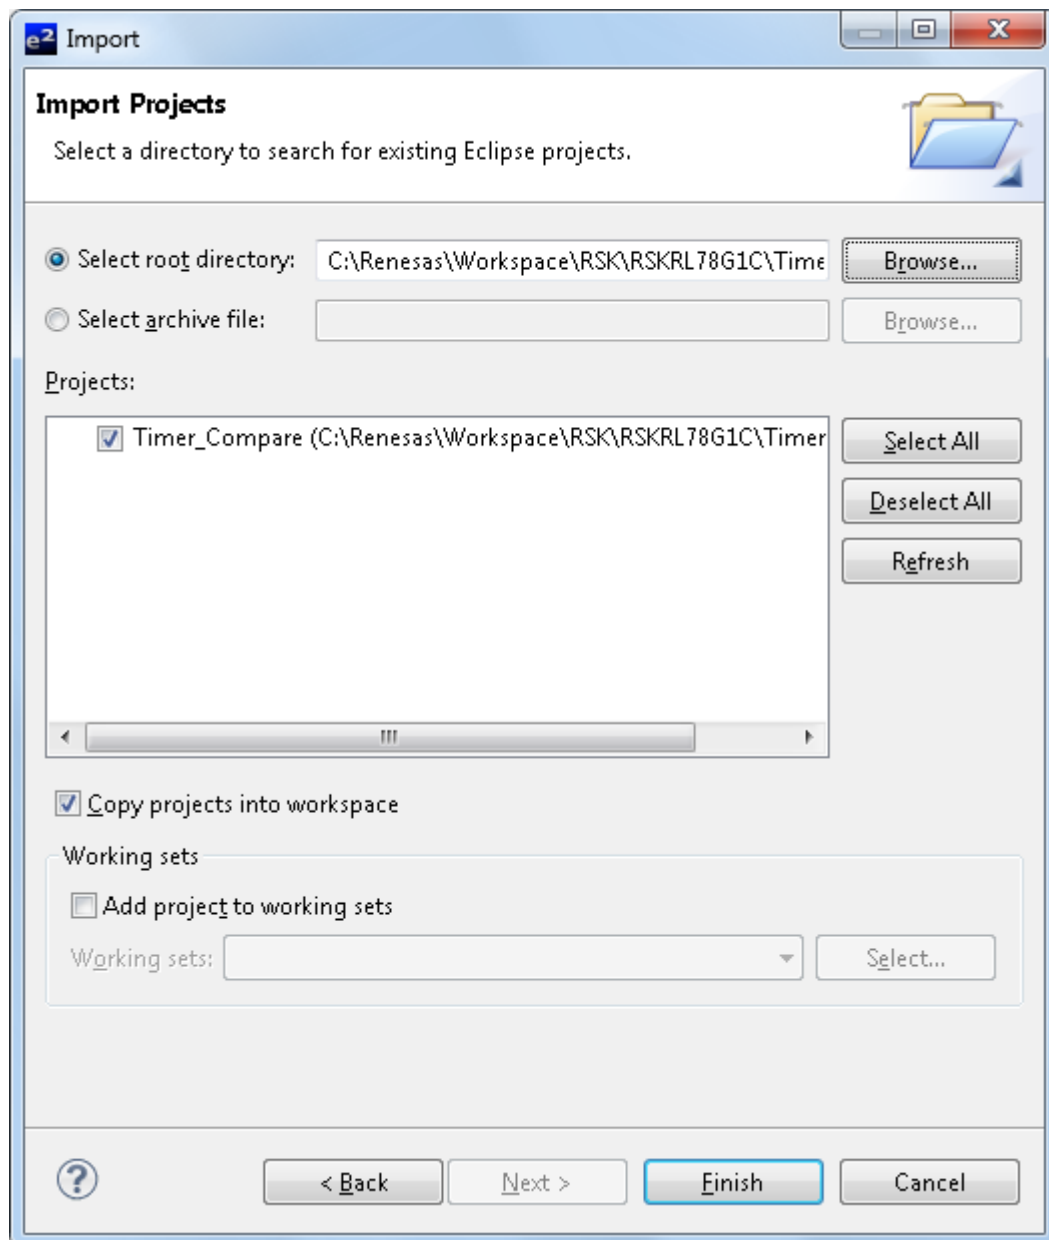 e² Import
Import Projects
Select a directory to search for existing Eclipse projects.
Select root directory: C:\Renesas\Workspace\RSK\RSKRL78G1C\Time Browse...
Select archive file: Browse...
Projects:
Timer_Compare (C:\Renesas\Workspace\RSK\RSKRL78G1C\Timer
Select All
Deselect All
Refresh
Copy projects into workspace
Working sets
Add project to working sets
Working sets: Select...
? < Back Next > Finish Cancel